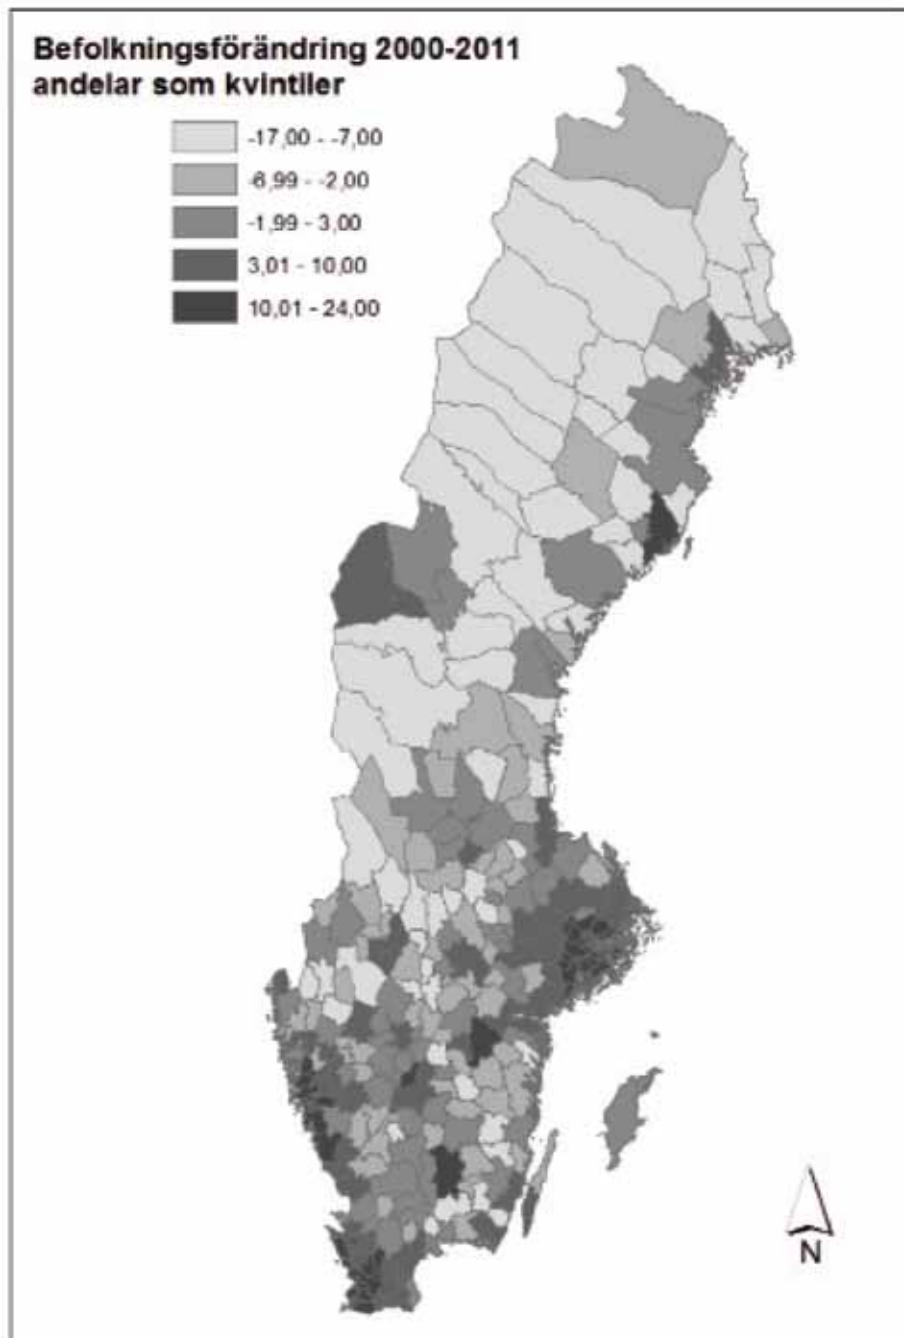 Befolkningsförändring 2000-2011
andelar som kvintiler
-17,00 - -7,00
-6,99 - -2,00
-1,99 - 3,00
3,01 - 10,00
10,01 - 24,00
N